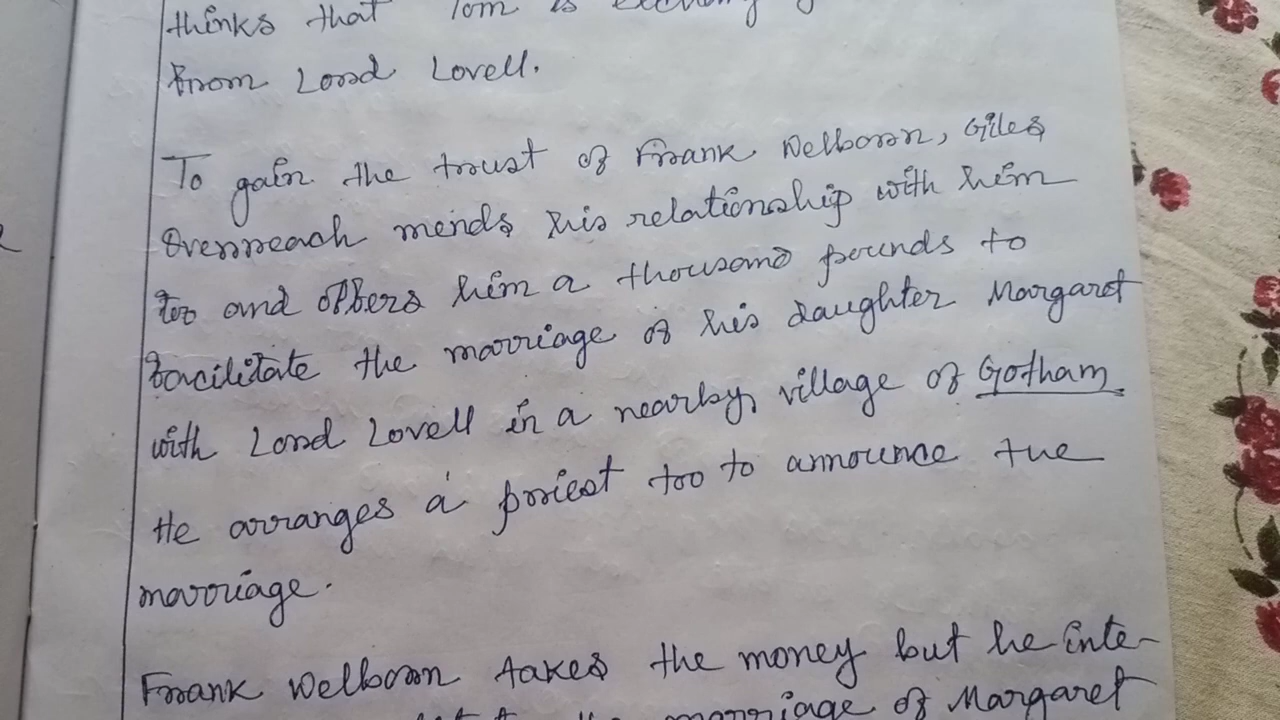 thinks that Tom is
from Lord Lovell.
To gain the trust of Frank Welborn, Giles
Overreach mends his relationship with him
too and offers him a thousand pounds to
facilitate the marriage of his daughter Margaret
with Lord Lovell in a nearby village of Gotham
He arranges a priest too to announce the
marriage.
Frank Welborn takes the money but he inte-
the marriage of Margaret